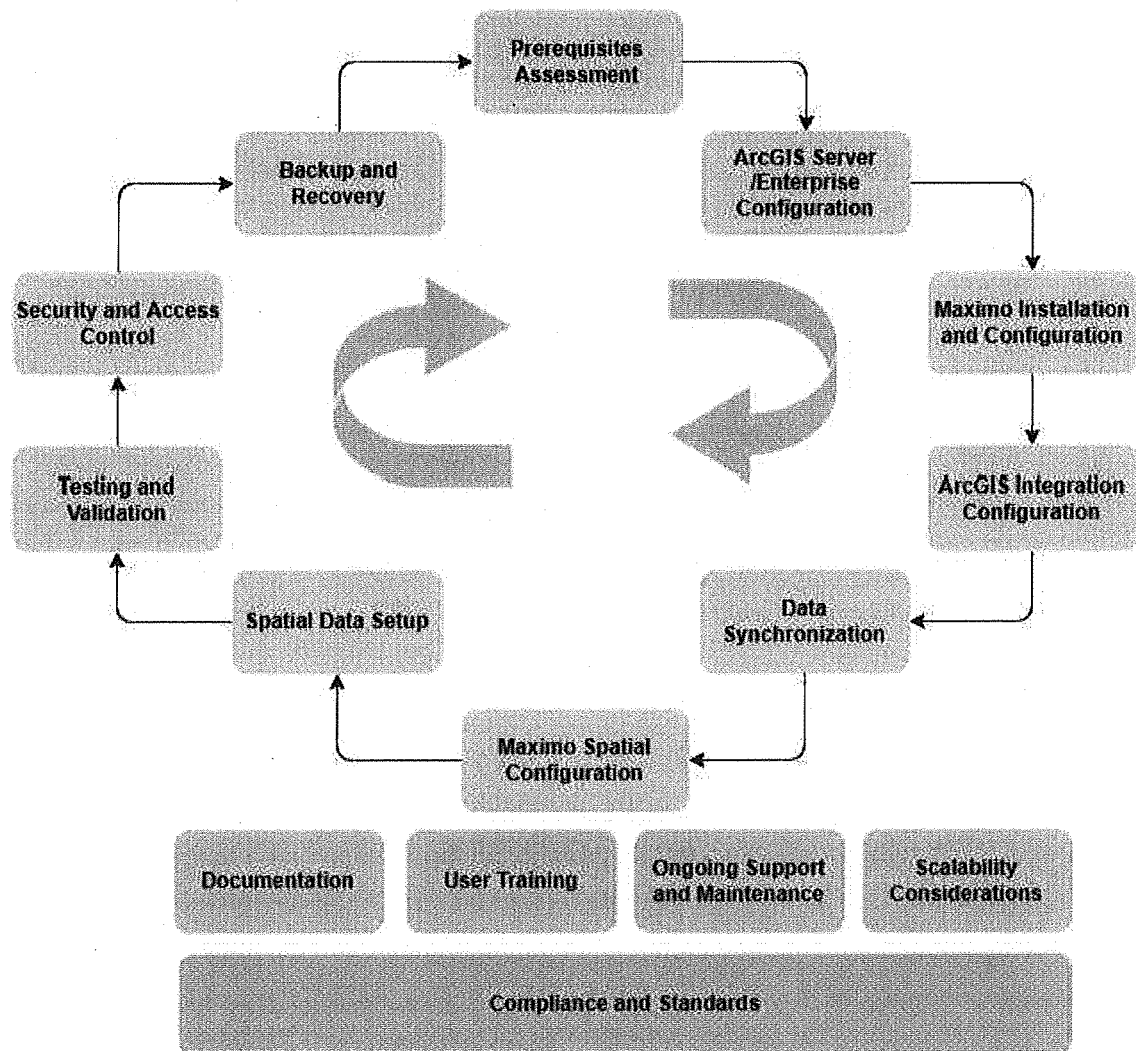 Prerequisites
Assessment
Backup and
Recovery
ArcGIS Server
/Enterprise
Configuration
Security and Access
Control
Maximo Installation
and Configuration
Testing and
Validation
ArcGIS Integration
Configuration
Spatial Data Setup
Data
Synchronization
Maximo Spatial
Configuration
Documentation
User Training
Ongoing Support
and Maintenance
Scalability
Considerations
Compliance and Standards